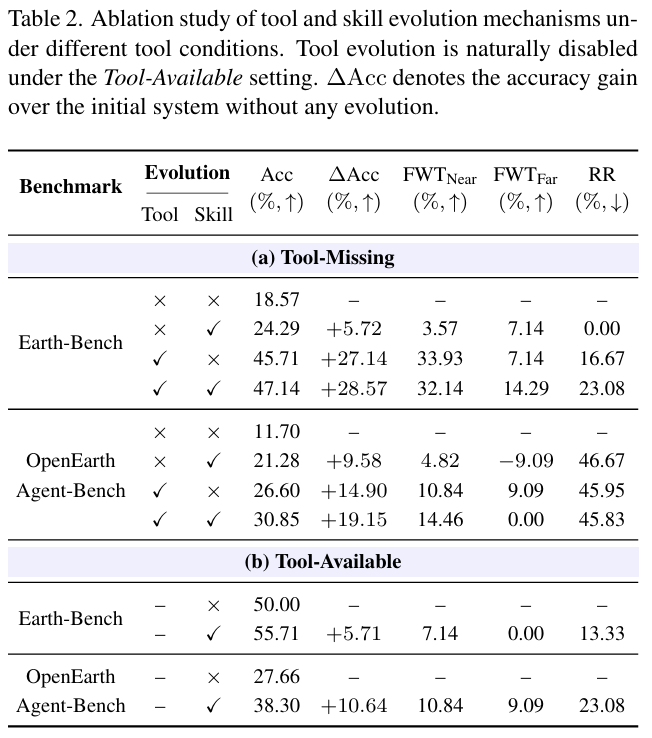 Table 2. Ablation study of tool and skill evolution mechanisms un-
der different tool conditions. Tool evolution is naturally disabled
under the Tool-Available setting. ΔAcc denotes the accuracy gain
over the initial system without any evolution.
Benchmark Evolution Acc ΔAcc FWT_Near FWT_Far RR
Tool Skill (%, ↑) (%, ↑) (%, ↑) (%, ↑) (%, ↓)
(a) Tool-Missing
Earth-Bench
× × 18.57 – – – –
× ✓ 24.29 +5.72 3.57 7.14 0.00
✓ × 45.71 +27.14 33.93 7.14 16.67
✓ ✓ 47.14 +28.57 32.14 14.29 23.08
× × 11.70 – – – –
OpenEarth × ✓ 21.28 +9.58 4.82 −9.09 46.67
Agent-Bench ✓ × 26.60 +14.90 10.84 9.09 45.95
✓ ✓ 30.85 +19.15 14.46 0.00 45.83
(b) Tool-Available
Earth-Bench
– × 50.00 – – – –
– ✓ 55.71 +5.71 7.14 0.00 13.33
OpenEarth – × 27.66 – – – –
Agent-Bench – ✓ 38.30 +10.64 10.84 9.09 23.08